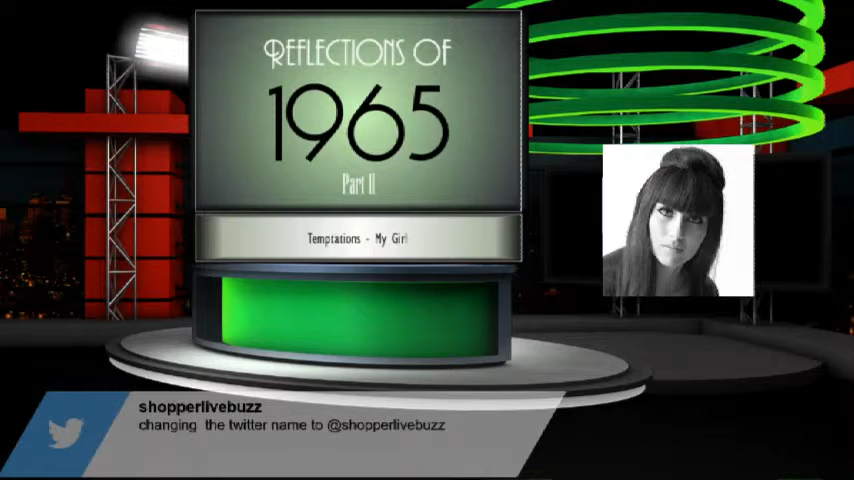 REFLECTIONS OF
1965
Part II
Temptations - My Girl
shopperlivebuzz
changing the twitter name to @shopperlivebuzz